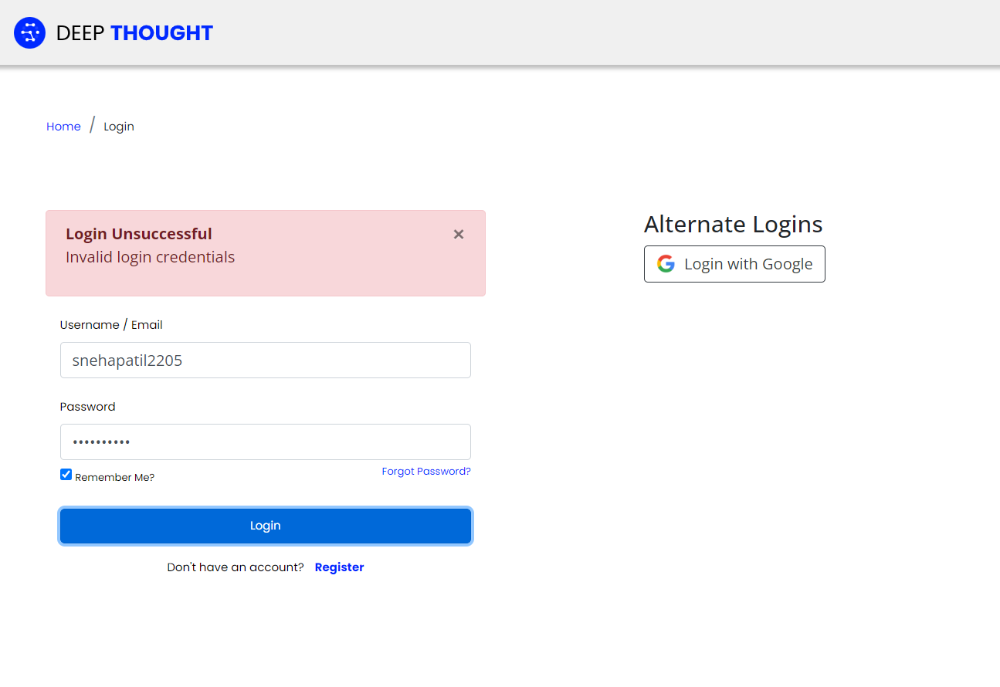 DEEP THOUGHT
Home / Login
Login Unsuccessful ×
Invalid login credentials
Username / Email
snehapatil2205
Password
••••••••••
Remember Me?
Forgot Password?
Login
Don't have an account? Register
Alternate Logins
Login with Google